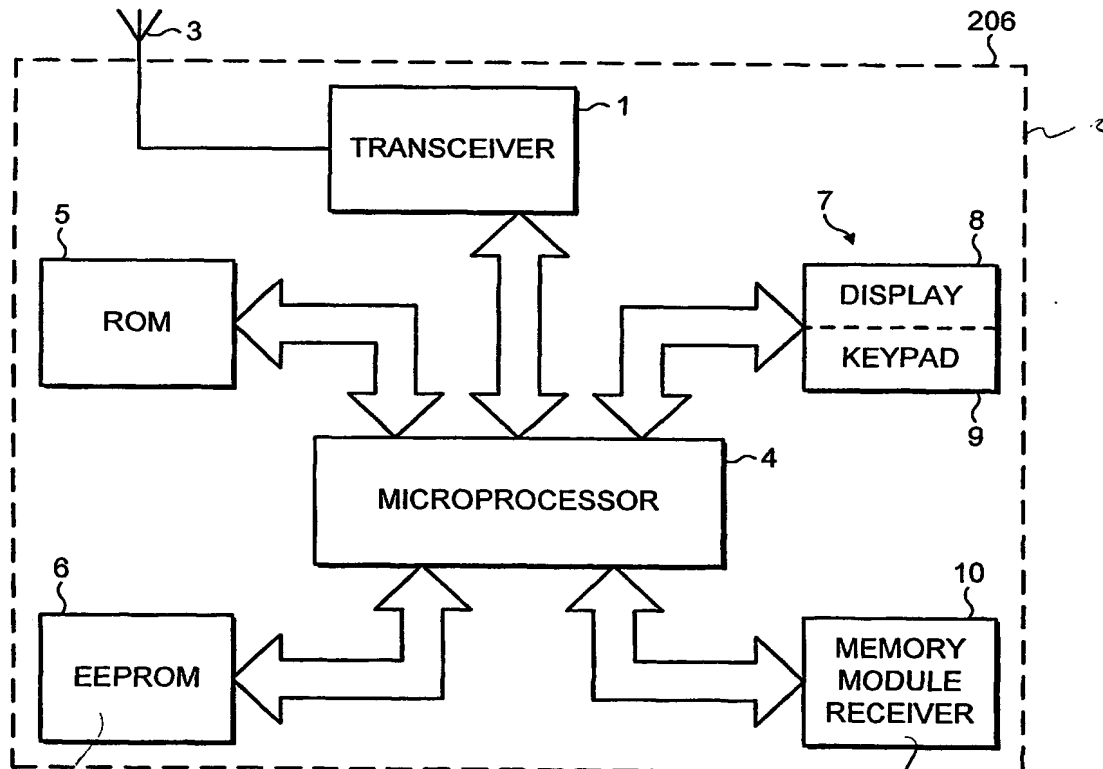 3
206
1
TRANSCEIVER
5
7
8
ROM
DISPLAY
KEYPAD
9
4
MICROPROCESSOR
6
10
EEPROM
MEMORY
MODULE
RECEIVER